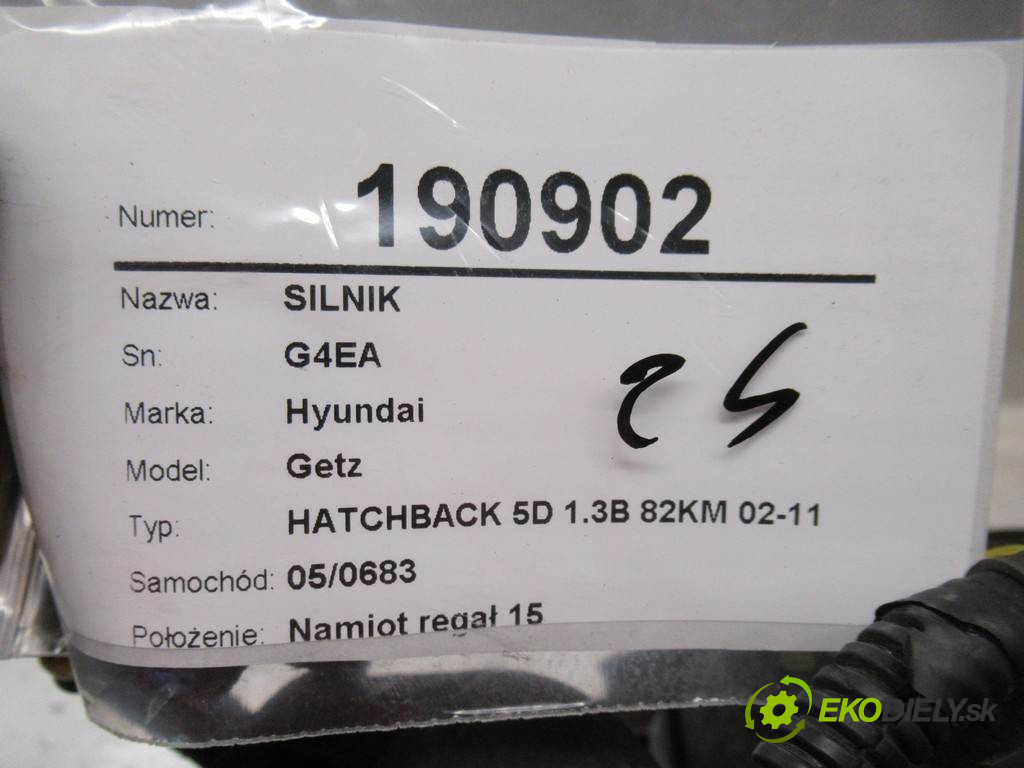 Numer: 190902
Nazwa: SILNIK
Sn: G4EA
Marka: Hyundai
Model: Getz
Typ: HATCHBACK 5D 1.3B 82KM 02-11
Samochód: 05/0683
Położenie: Namiot regał 15
EKODIELY.sk